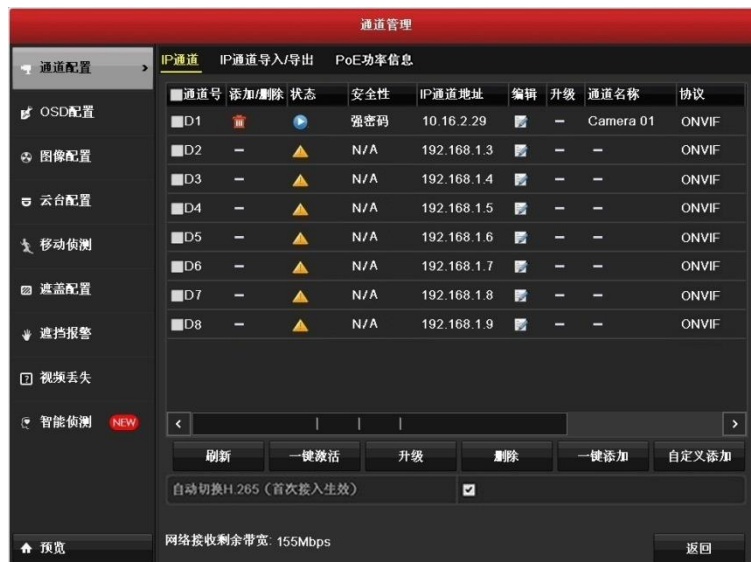 通道管理
通道配置
OSD配置
图像配置
云台配置
移动侦测
遮盖配置
遮挡报警
视频丢失
智能侦测 NEW
预览
IP通道 IP通道导入/导出 PoE功率信息
通道号 添加/删除 状态 安全性 IP通道地址 编辑 升级 通道名称 协议
D1 强密码 10.16.2.29 – Camera 01 ONVIF
D2 – N/A 192.168.1.3 – – ONVIF
D3 – N/A 192.168.1.4 – – ONVIF
D4 – N/A 192.168.1.5 – – ONVIF
D5 – N/A 192.168.1.6 – – ONVIF
D6 – N/A 192.168.1.7 – – ONVIF
D7 – N/A 192.168.1.8 – – ONVIF
D8 – N/A 192.168.1.9 – – ONVIF
刷新 一键激活 升级 删除 一键添加 自定义添加
自动切换H.265（首次接入生效）
网络接收剩余带宽: 155Mbps
返回